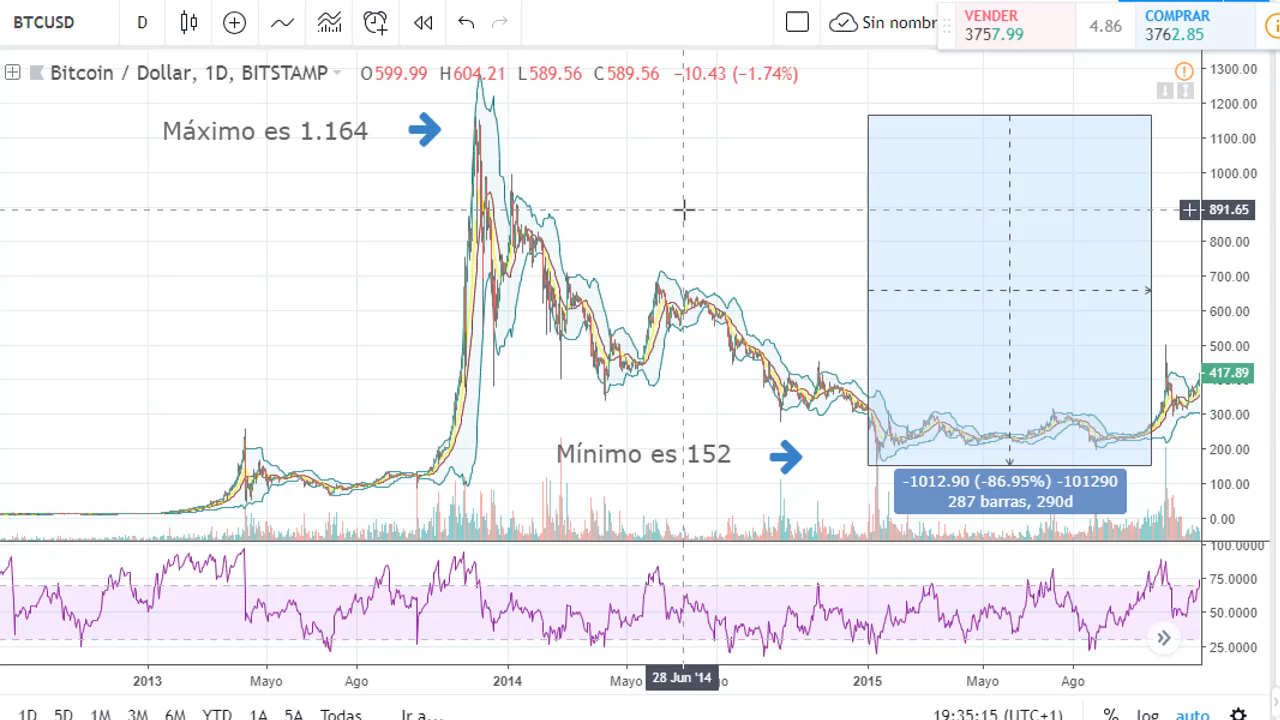 BTCUSD D Sin nombr VENDER 3757.99 4.86 COMPRAR 3762.85
Bitcoin / Dollar, 1D, BITSTAMP O599.99 H604.21 L589.56 C589.56 −10.43 (−1.74%)
Máximo es 1.164
Mínimo es 152
-1012.90 (-86.95%) -101290
287 barras, 290d
1300.00
1200.00
1100.00
1000.00
891.65
800.00
700.00
600.00
500.00
417.89
300.00
200.00
100.00
0.00
100.0000
75.0000
50.0000
25.0000
2013 Mayo Ago 2014 Mayo 28 Jun '14 2015 Mayo Ago
1D 5D 1M 3M 6M YTD 1A 5A Todas Ir a... 19:35:15 (UTC+1) % log auto